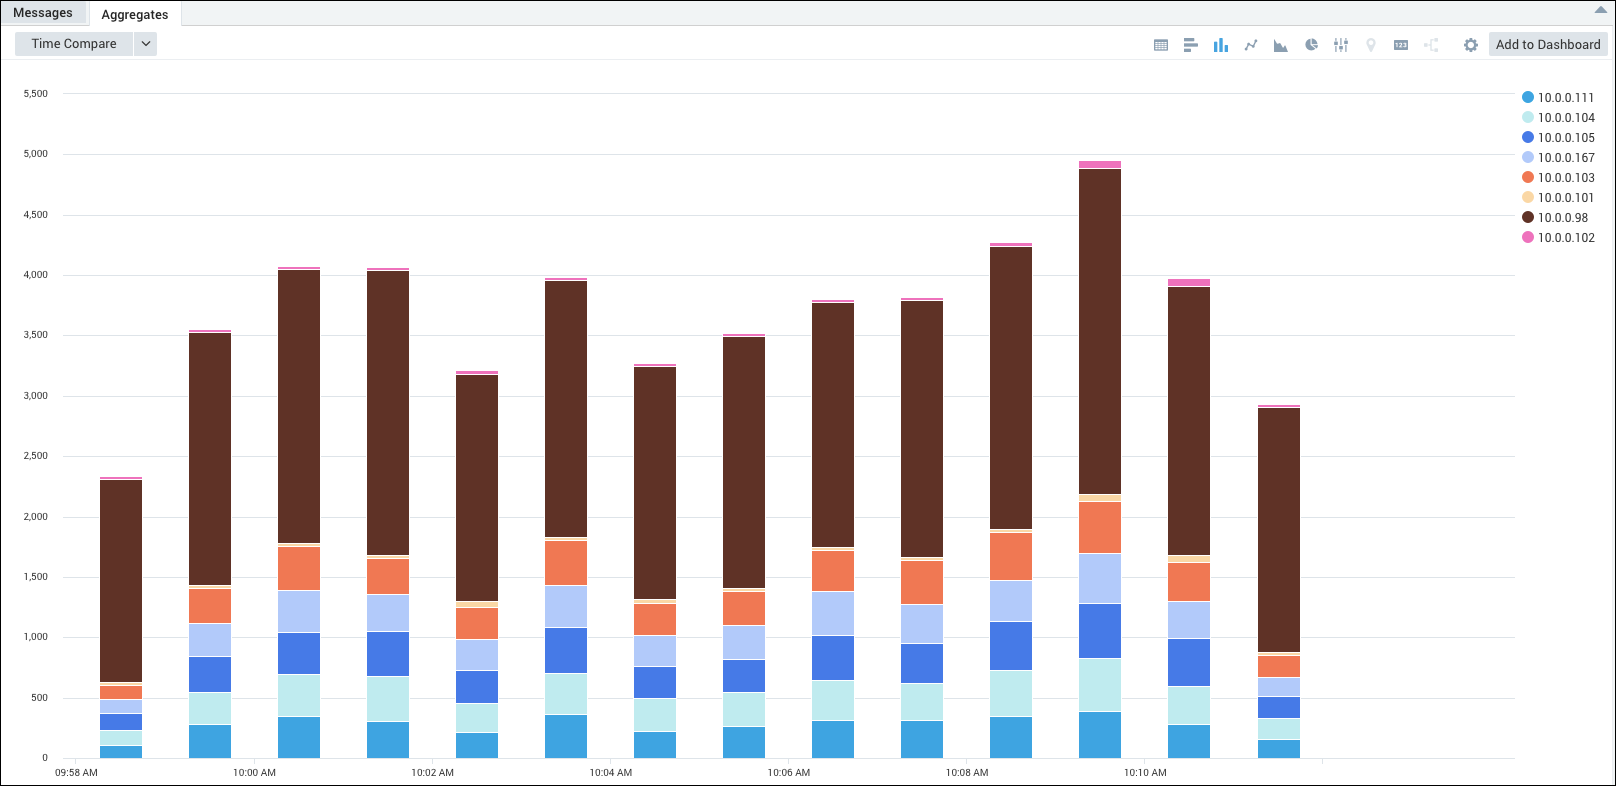 Messages
Aggregates
Time Compare
123
Add to Dashboard
5,500
5,000
4,500
4,000
3,500
3,000
2,500
2,000
1,500
1,000
500
0
09:58 AM
10:00 AM
10:02 AM
10:04 AM
10:06 AM
10:08 AM
10:10 AM
10.0.0.111
10.0.0.104
10.0.0.105
10.0.0.167
10.0.0.103
10.0.0.101
10.0.0.98
10.0.0.102